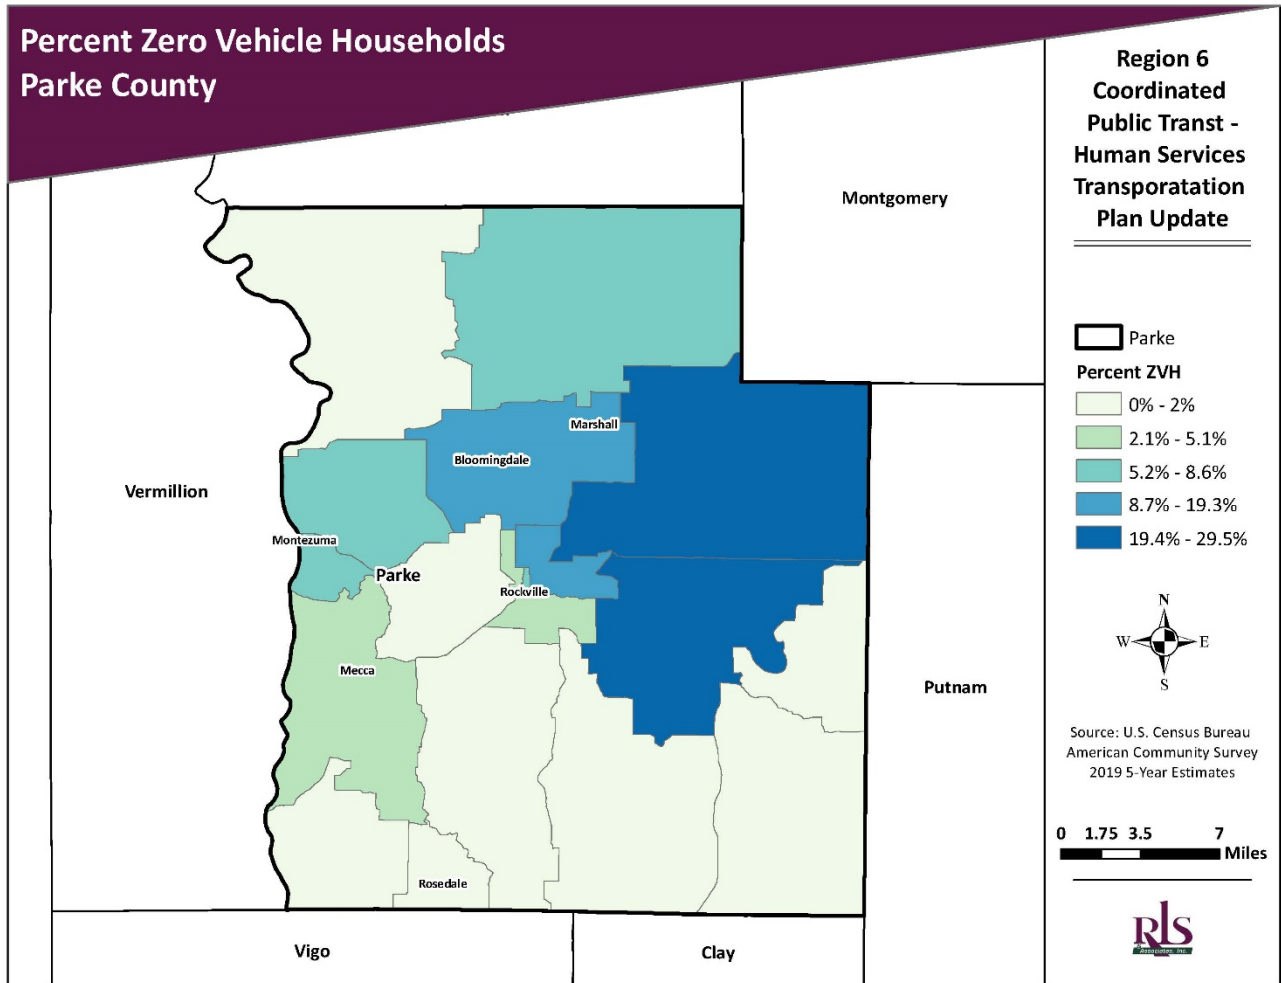 Percent Zero Vehicle Households
Parke County
Region 6
Coordinated
Public Transt -
Human Services
Transporatation
Plan Update
Montgomery
Parke
Percent ZVH
0% - 2%
2.1% - 5.1%
5.2% - 8.6%
8.7% - 19.3%
19.4% - 29.5%
Marshall
Bloomingdale
Vermillion
Montezuma
Parke
Rockville
Mecca
Putnam
Rosedale
Vigo
Clay
N
W E
S
Source: U.S. Census Bureau
American Community Survey
2019 5-Year Estimates
0 1.75 3.5 7
Miles
RLS
& Associates, Inc.